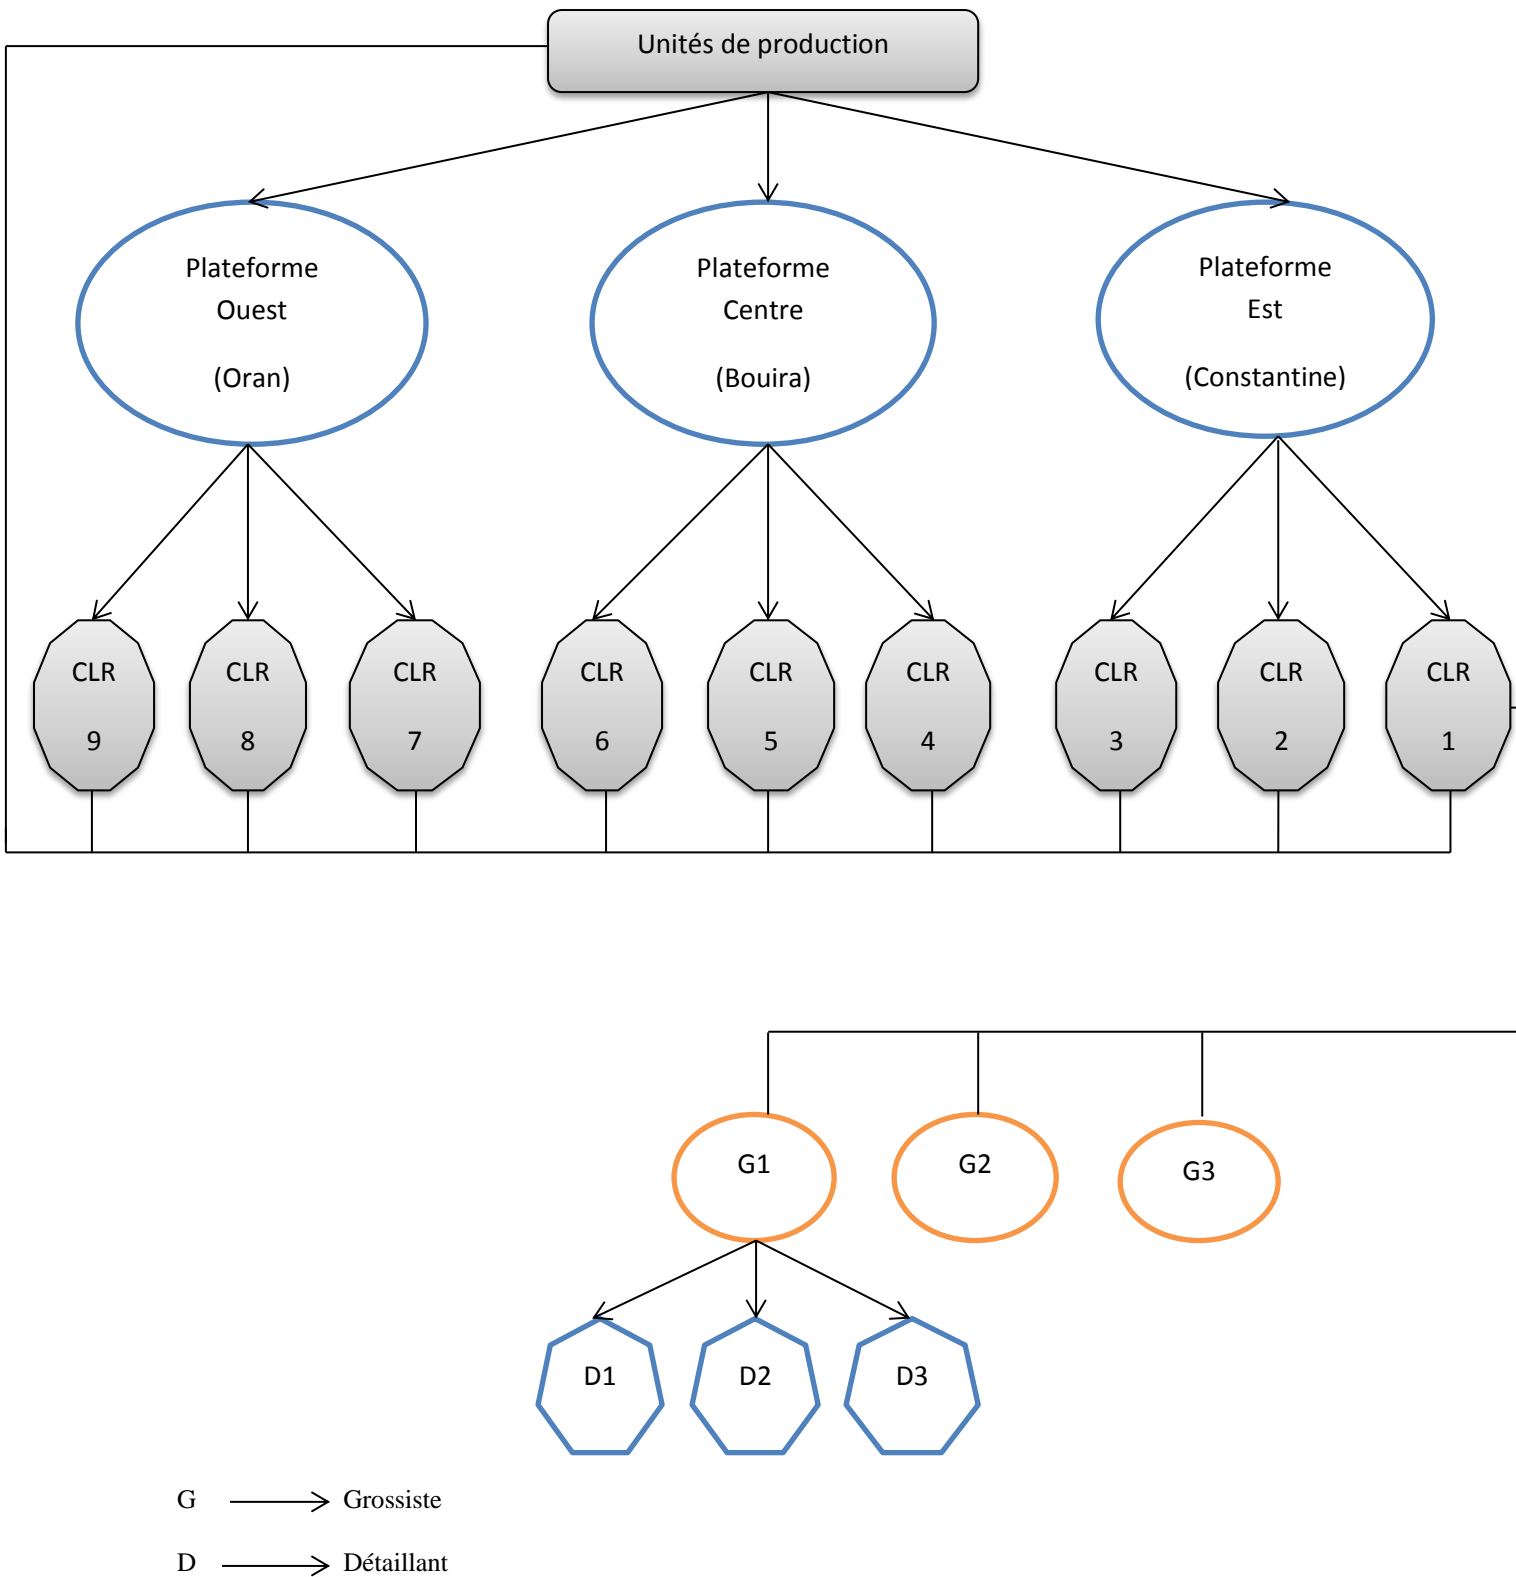 Unités de production
Plateforme
Ouest
(Oran)
Plateforme
Centre
(Bouira)
Plateforme
Est
(Constantine)
CLR
9
CLR
8
CLR
7
CLR
6
CLR
5
CLR
4
CLR
3
CLR
2
CLR
1
G1
G2
G3
D1
D2
D3
G Grossiste
D Détaillant